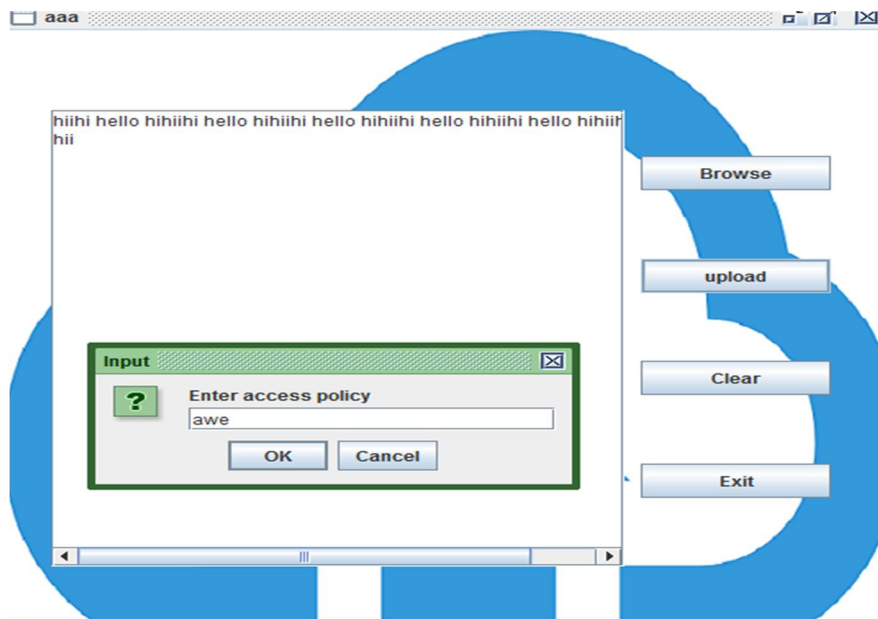 aaa
hiihi hello hihiihi hello hihiihi hello hihiihi hello hihiihi hello hihiih
hii
Browse
upload
Input
?
Enter access policy
awe
OK
Cancel
Clear
Exit